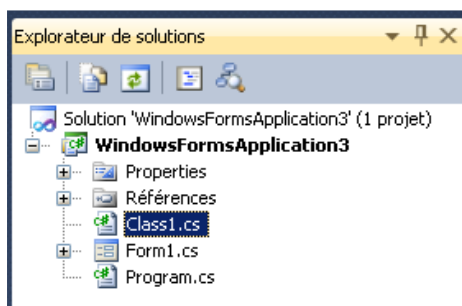 Explorateur de solutions
Solution 'WindowsFormsApplication3' (1 projet)
WindowsFormsApplication3
Properties
Références
Class1.cs
Form1.cs
Program.cs